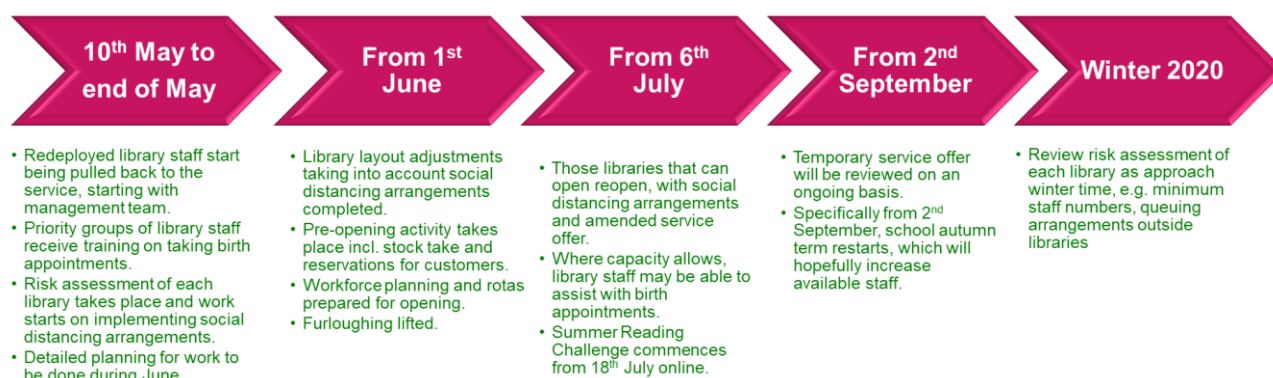 10th May to
end of May
• Redeployed library staff start
being pulled back to the
service, starting with
management team.
• Priority groups of library staff
receive training on taking birth
appointments.
• Risk assessment of each
library takes place and work
starts on implementing social
distancing arrangements.
• Detailed planning for work to
be done during June
From 1st
June
• Library layout adjustments
taking into account social
distancing arrangements
completed.
• Pre-opening activity takes
place incl. stock take and
reservations for customers.
• Workforce planning and rotas
prepared for opening.
• Furloughing lifted.
From 6th
July
• Those libraries that can
open reopen, with social
distancing arrangements
and amended service
offer.
• Where capacity allows,
library staff may be able to
assist with birth
appointments.
• Summer Reading
Challenge commences
from 18th July online.
From 2nd
September
• Temporary service offer
will be reviewed on an
ongoing basis.
• Specifically from 2nd
September, school autumn
term restarts, which will
hopefully increase
available staff.
Winter 2020
• Review risk assessment of
each library as approach
winter time, e.g. minimum
staff numbers, queuing
arrangements outside
libraries